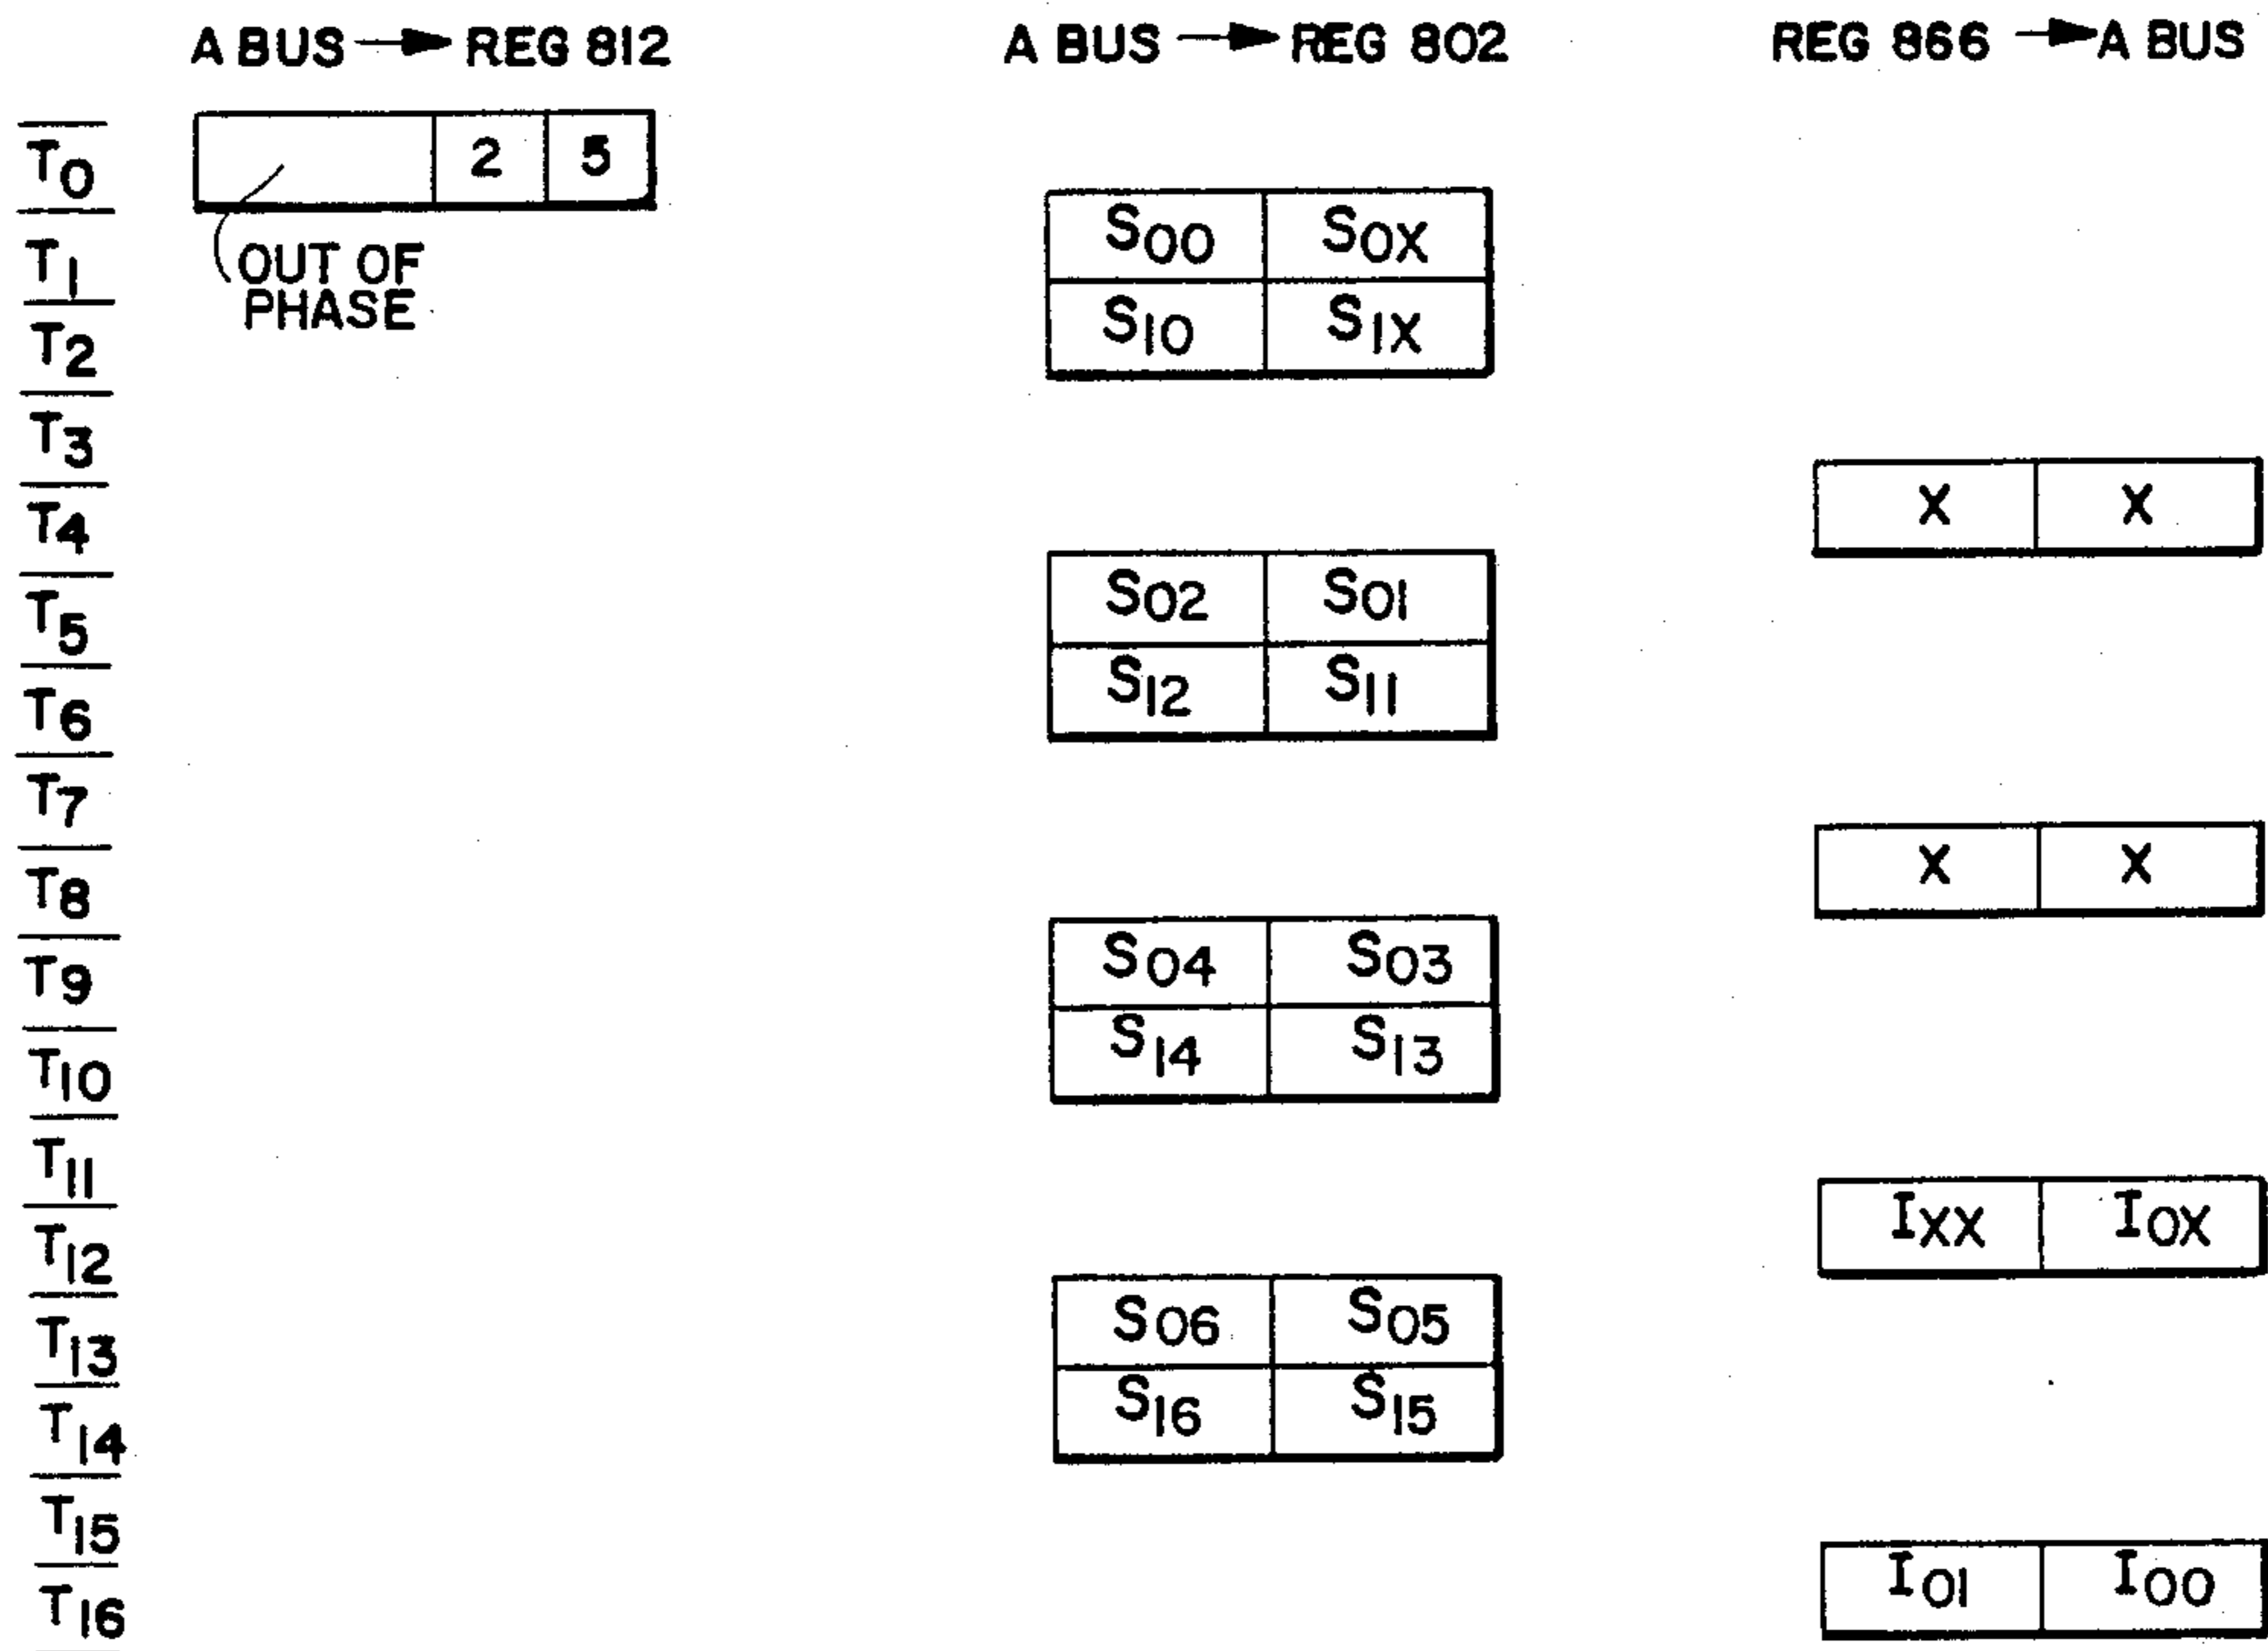 A BUS → REG 812 A BUS → REG 802 REG 866 → A BUS
T0 2 5
S00 S0X
T1 OUT OF
PHASE
S10 S1X
T2
T3
T4 X X
T5 S02 S01
T6 S12 S11
T7
T8 X X
T9 S04 S03
T10 S14 S13
T11
T12 IXX I0X
T13 S06 S05
T14 S16 S15
T15
T16 I01 I00